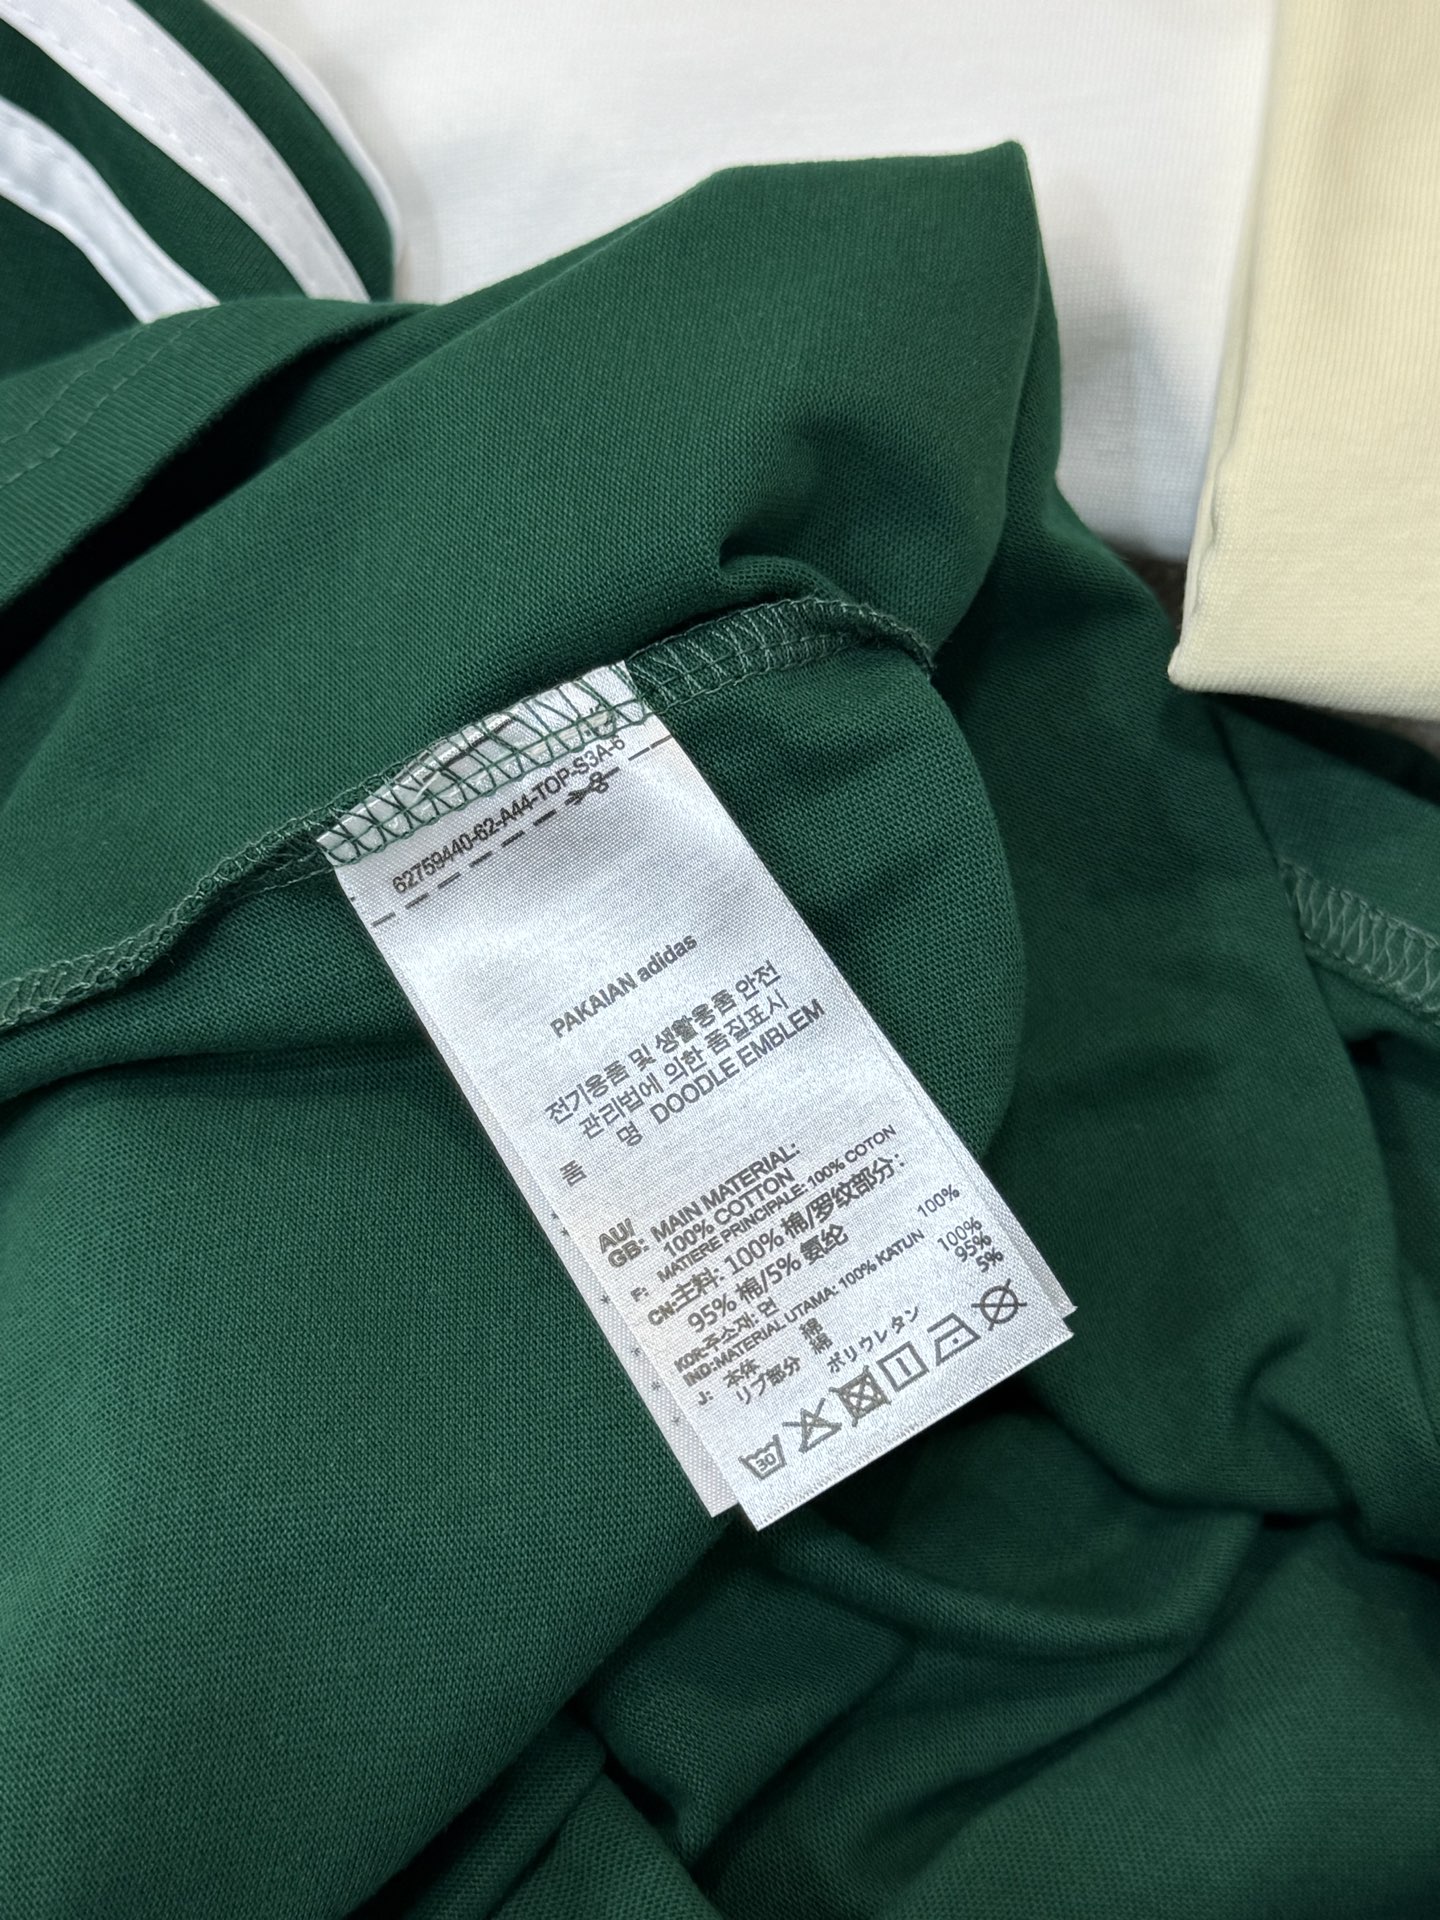 62759440-62-A44-TOP-S3A-6
PAKAIAN adidas
전기용품 및 생활용품 안전
관리법에 의한 품질표시
품 명 DOODLE EMBLEM
AU/
GB: MAIN MATERIAL:
100% COTTON
F: MATIERE PRINCIPALE: 100% COTON
CN:主料: 100% 棉/罗纹部分:
95% 棉/5% 氨纶
KOR:주소재: 면 100%
IND:MATERIAL UTAMA: 100% KATUN
J: 本体 綿 100%
リブ部分 綿 95%
ポリウレタン 5%
30